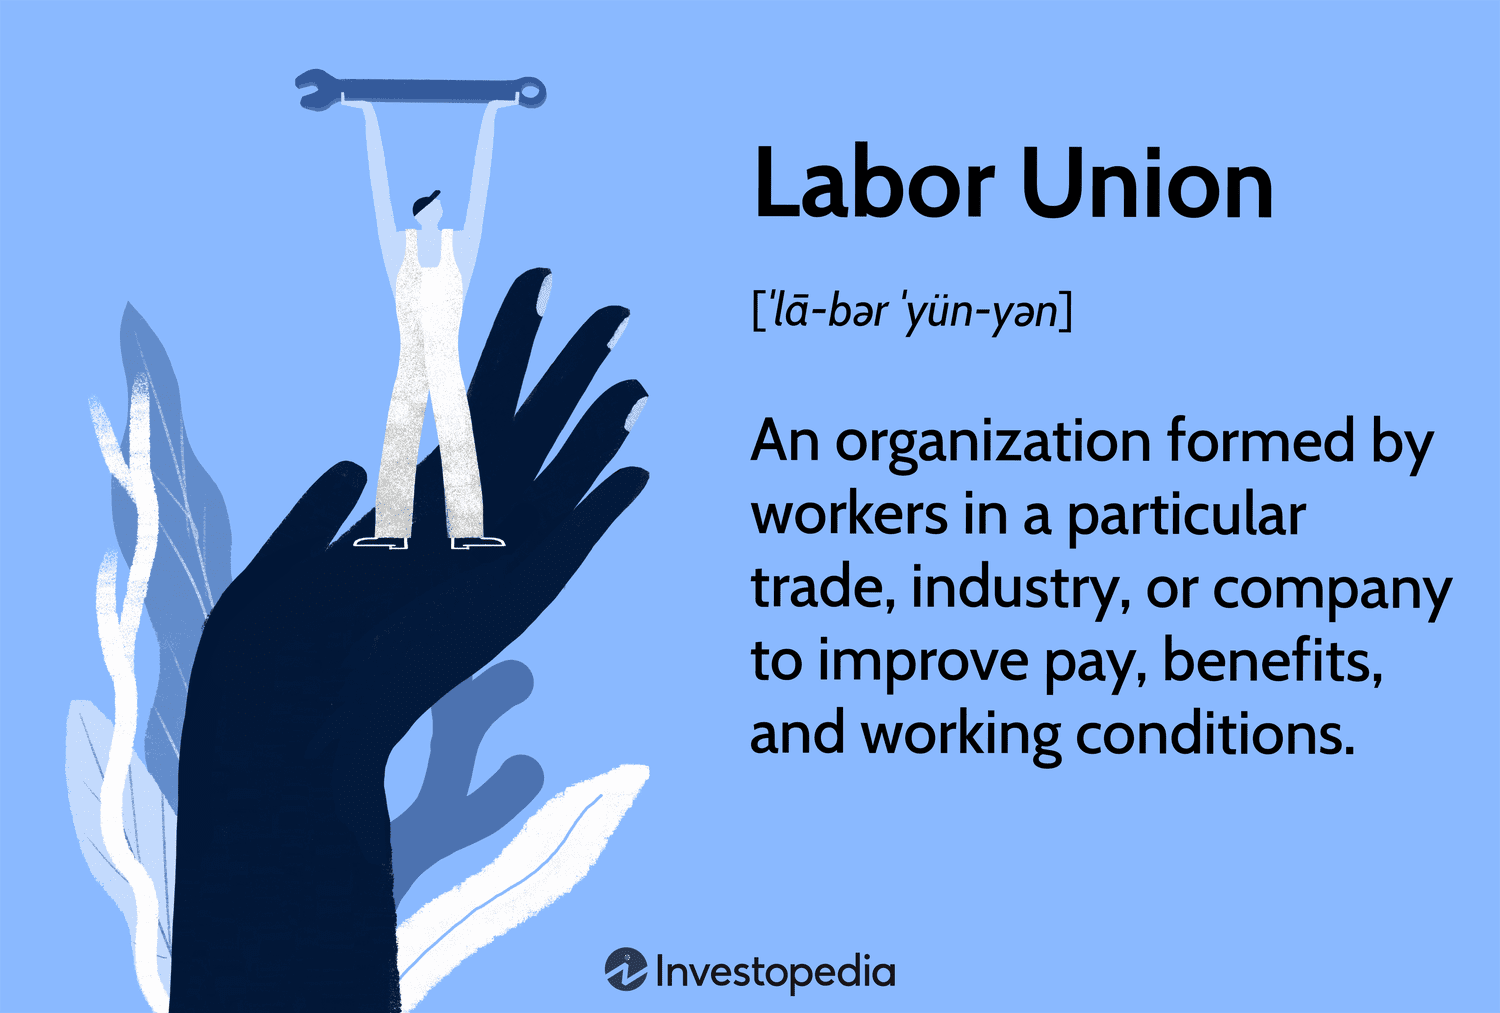 Labor Union
[ˈlā-bər ˈyün-yən]
An organization formed by
workers in a particular
trade, industry, or company
to improve pay, benefits,
and working conditions.
Investopedia